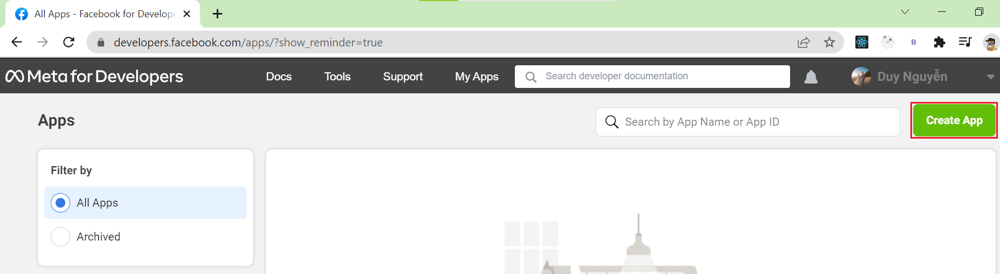 All Apps - Facebook for Develope
developers.facebook.com/apps/?show_reminder=true
B
Meta for Developers Docs Tools Support My Apps Search developer documentation Duy Nguyễn
Apps Search by App Name or App ID Create App
Filter by
All Apps
Archived